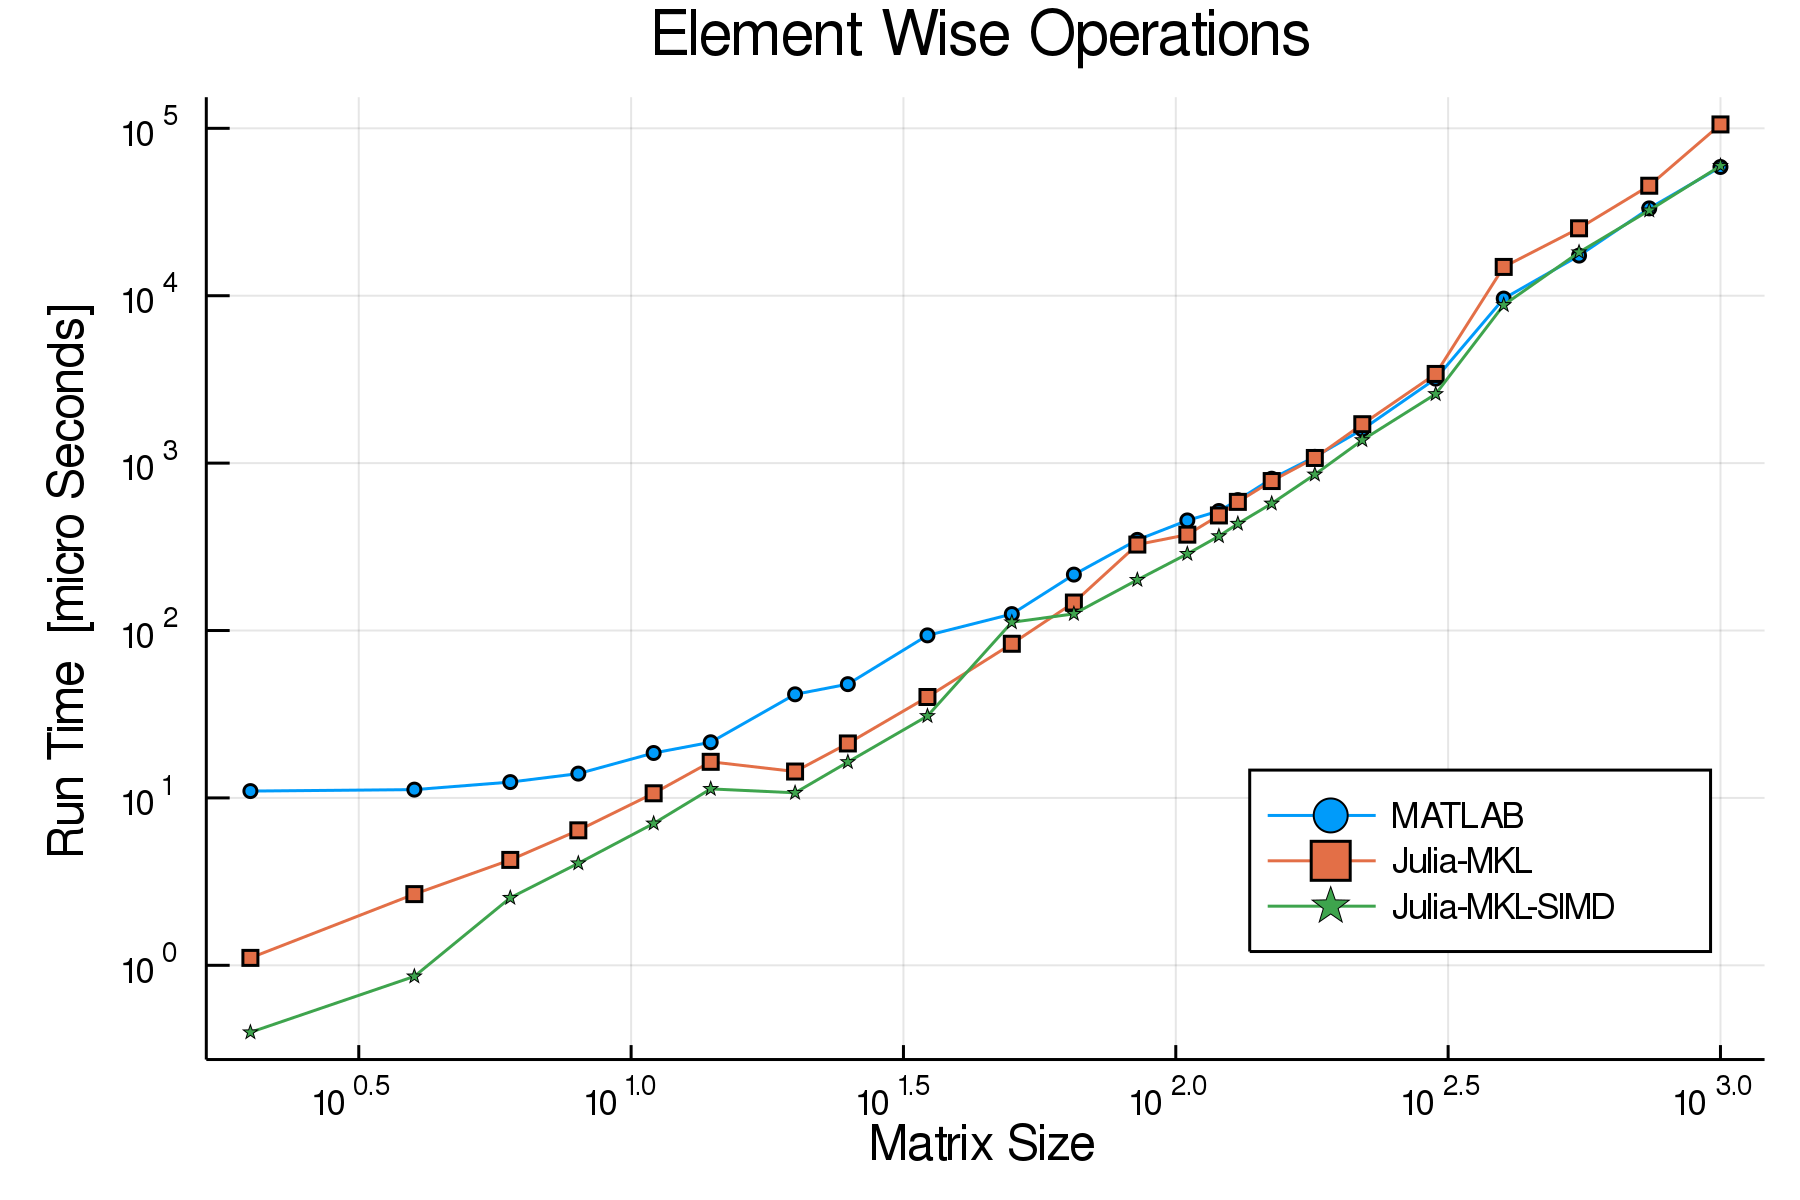 Element Wise Operations
Run Time [micro Seconds]
10^5
10^4
10^3
10^2
10^1
10^0
MATLAB
Julia-MKL
Julia-MKL-SIMD
10^0.5 10^1.0 10^1.5 10^2.0 10^2.5 10^3.0
Matrix Size